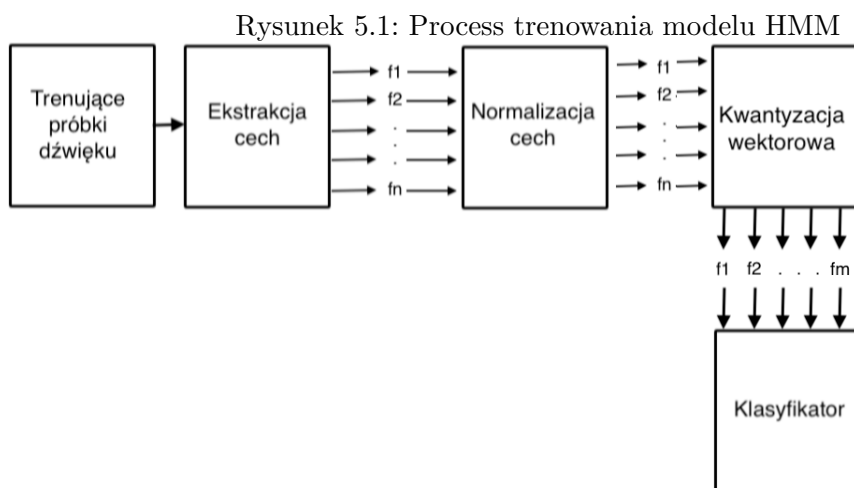 Rysunek 5.1: Process trenowania modelu HMM
Trenujące
próbki
dźwięku
Ekstrakcja
cech
f1
f2
.
.
fn
Normalizacja
cech
f1
f2.
.
.
fn
Kwantyzacja
wektorowa
f1 f2 . . . fm
Klasyfikator